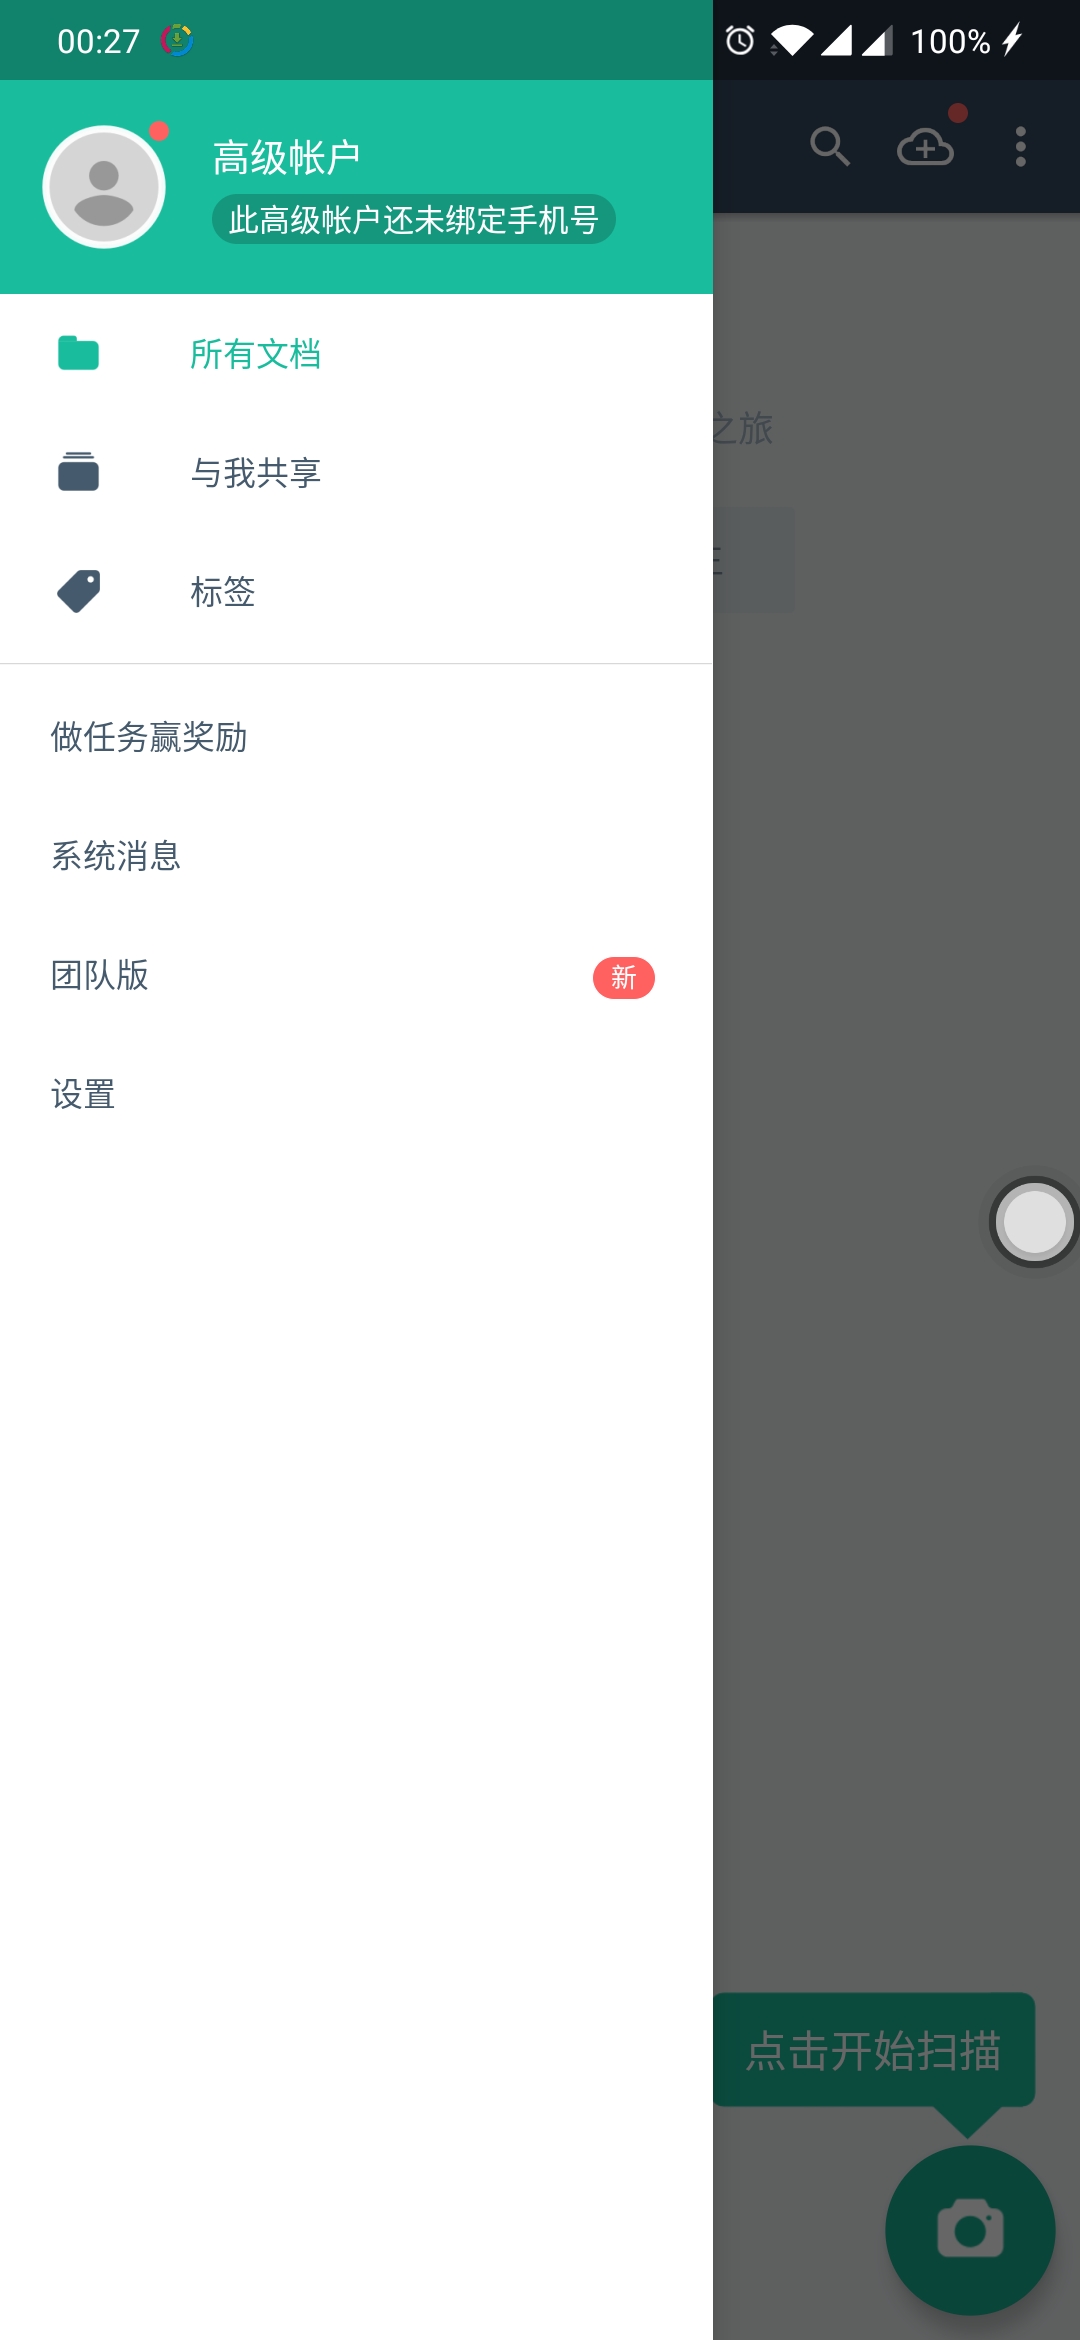 00:27
100%
高级帐户
此高级帐户还未绑定手机号
所有文档
之旅
与我共享
标签
做任务赢奖励
系统消息
团队版
新
设置
点击开始扫描